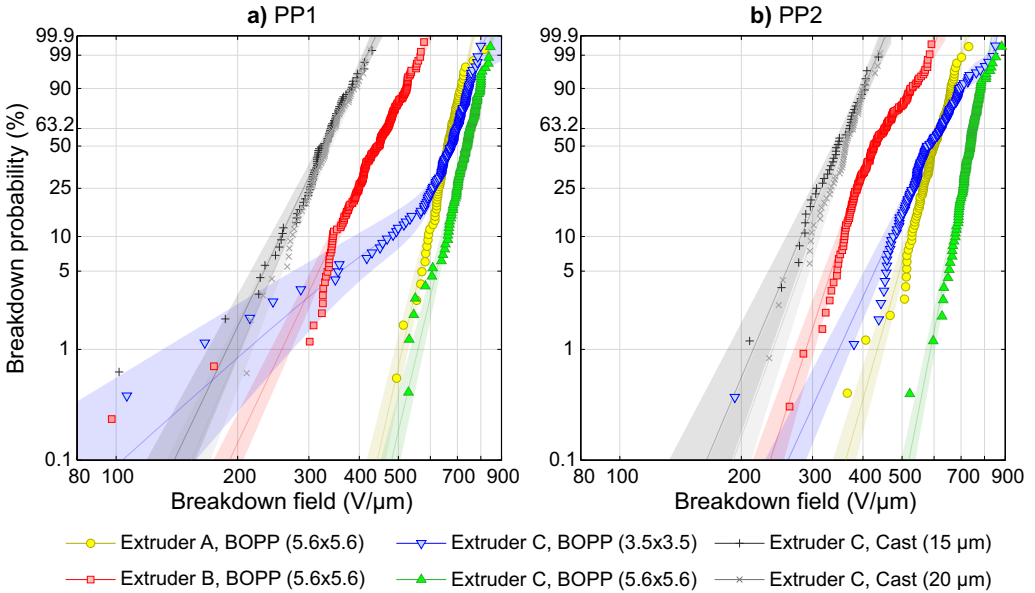 a) PP1
b) PP2
Breakdown probability (%)
99.9
99
90
63.2
50
25
10
5
1
0.1
99.9
99
90
63.2
50
25
10
5
1
0.1
80 100 200 300 400 500 600 700 900
80 100 200 300 400 500 600 700 900
Breakdown field (V/μm)
Breakdown field (V/μm)
Extruder A, BOPP (5.6x5.6)
Extruder C, BOPP (3.5x3.5)
Extruder C, Cast (15 μm)
Extruder B, BOPP (5.6x5.6)
Extruder C, BOPP (5.6x5.6)
Extruder C, Cast (20 μm)